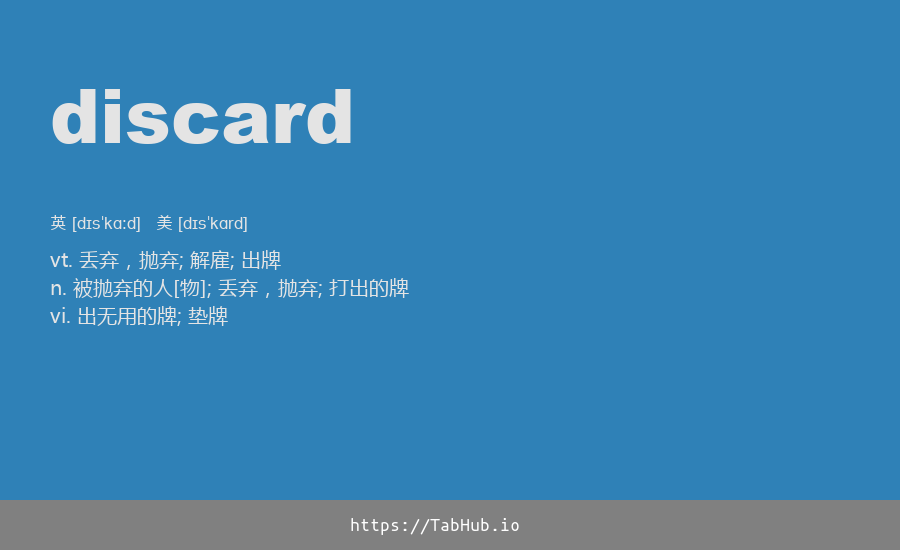 discard
英 [dɪsˈkɑːd] 美 [dɪsˈkɑrd]
vt. 丢弃，抛弃; 解雇; 出牌
n. 被抛弃的人[物]; 丢弃，抛弃; 打出的牌
vi. 出无用的牌; 垫牌
https://TabHub.io